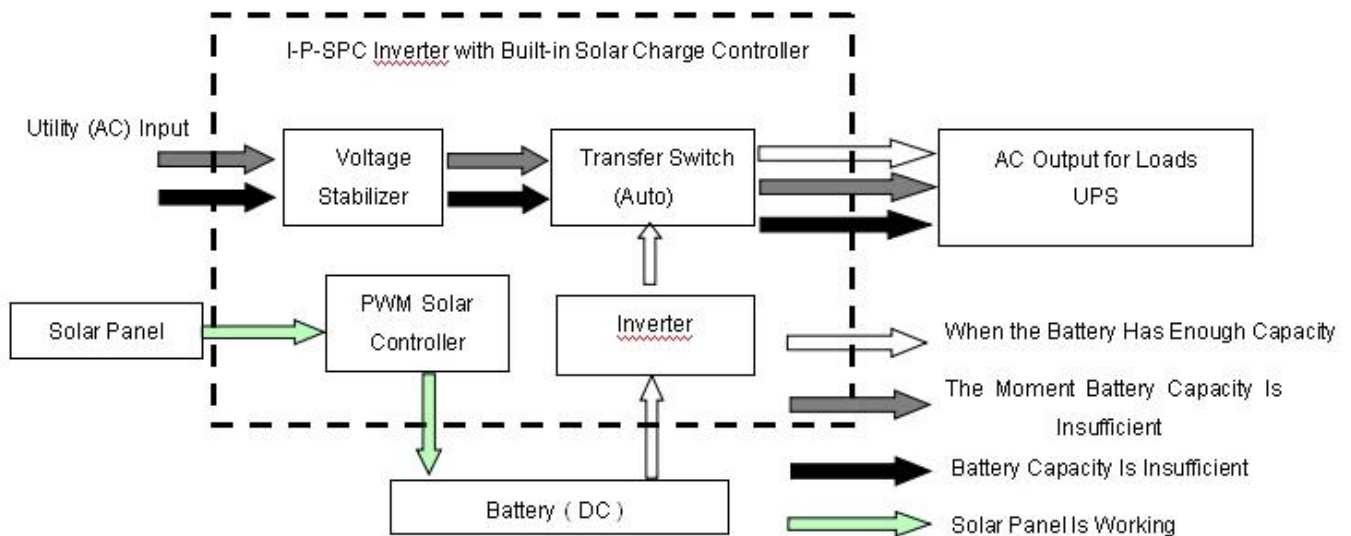 I-P-SPC Inverter with Built-in Solar Charge Controller
Utility (AC) Input
Voltage
Stabilizer
Transfer Switch
(Auto)
AC Output for Loads
UPS
Solar Panel
PWM Solar
Controller
Inverter
Battery ( DC )
When the Battery Has Enough Capacity
The Moment Battery Capacity Is
Insufficient
Battery Capacity Is Insufficient
Solar Panel Is Working